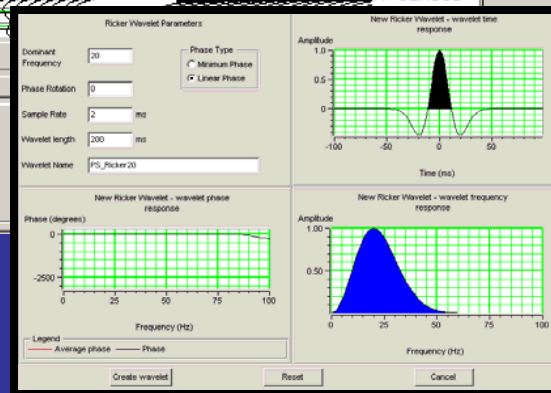 Ricker Wavelet Parameters
Dominant Frequency 20
Phase Type
Minimum Phase
Linear Phase
Phase Rotation 0
Sample Rate 2 ms
Wavelet length 200 ms
Wavelet Name PS_Ricker20
New Ricker Wavelet - wavelet time
response
Amplitude
1.0
0.5
0
-100 -50 0 50 100
Time (ms)
New Ricker Wavelet - wavelet phase
response
Phase (degrees)
0
-2500
0 25 50 75 100
Frequency (Hz)
Legend
Average phase Phase
New Ricker Wavelet - wavelet frequency
response
Amplitude
1.00
0.50
0 25 50 75 100
Frequency (Hz)
Create wavelet Reset Cancel